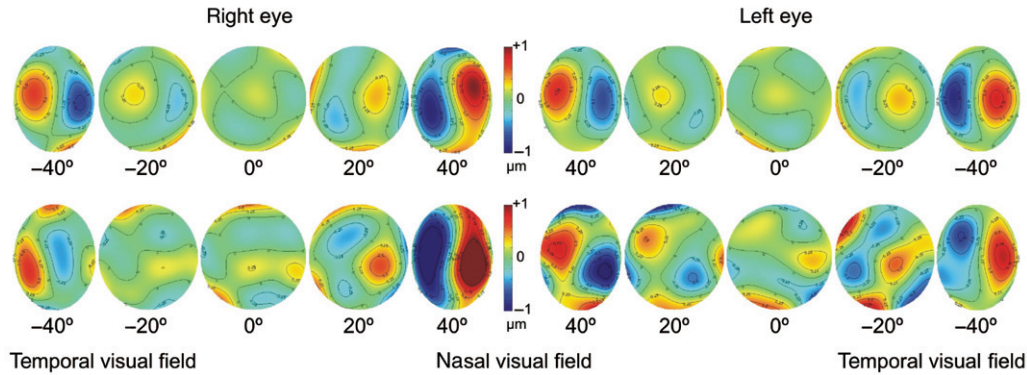 Right eye Left eye
+1
0
–1
µm
–40º –20º 0º 20º 40º 40º 20º 0º –20º –40º
+1
0
–1
µm
–40º –20º 0º 20º 40º 40º 20º 0º –20º –40º
Temporal visual field Nasal visual field Temporal visual field